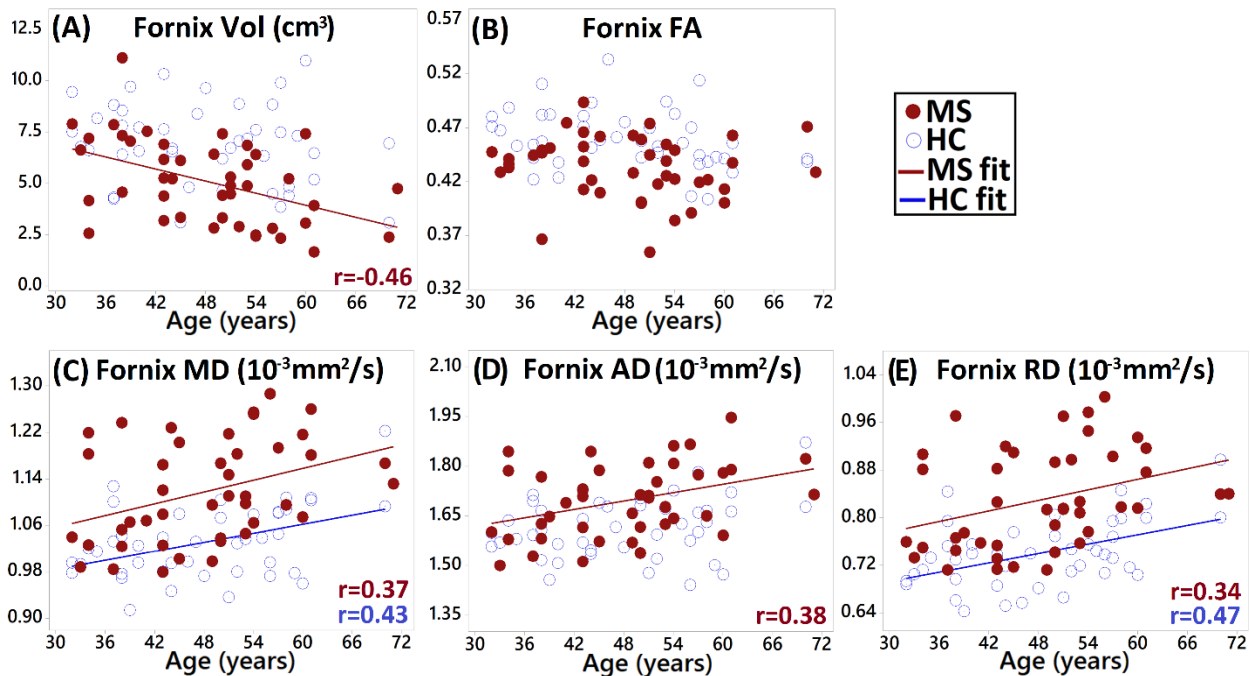 (A) Fornix Vol (cm³)
12.5
10.0
7.5
5.0
2.5
0.0
30 36 42 48 54 60 66 72
Age (years)
r=-0.46
(B) Fornix FA
0.57
0.52
0.47
0.42
0.37
0.32
30 36 42 48 54 60 66 72
Age (years)
MS
HC
MS fit
HC fit
(C) Fornix MD (10⁻³mm²/s)
1.30
1.22
1.14
1.06
0.98
0.90
30 36 42 48 54 60 66 72
Age (years)
r=0.37
r=0.43
(D) Fornix AD (10⁻³mm²/s)
2.10
1.95
1.80
1.65
1.50
1.35
30 36 42 48 54 60 66 72
Age (years)
r=0.38
(E) Fornix RD (10⁻³mm²/s)
1.04
0.96
0.88
0.80
0.72
0.64
30 36 42 48 54 60 66 72
Age (years)
r=0.34
r=0.47